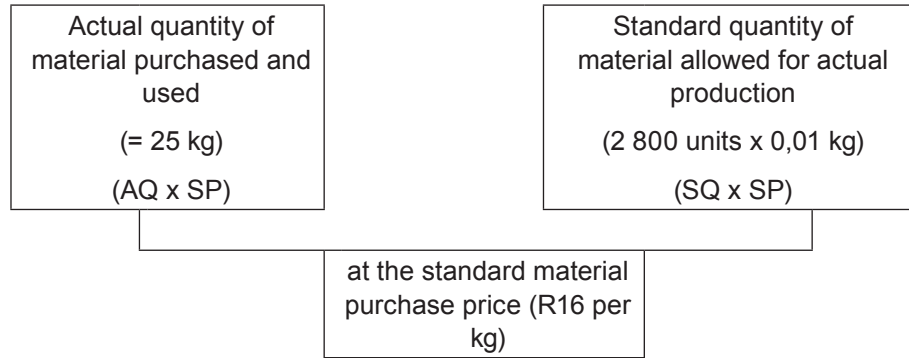 Actual quantity of
material purchased and
used
(= 25 kg)
(AQ x SP)
Standard quantity of
material allowed for actual
production
(2 800 units x 0,01 kg)
(SQ x SP)
at the standard material
purchase price (R16 per
kg)